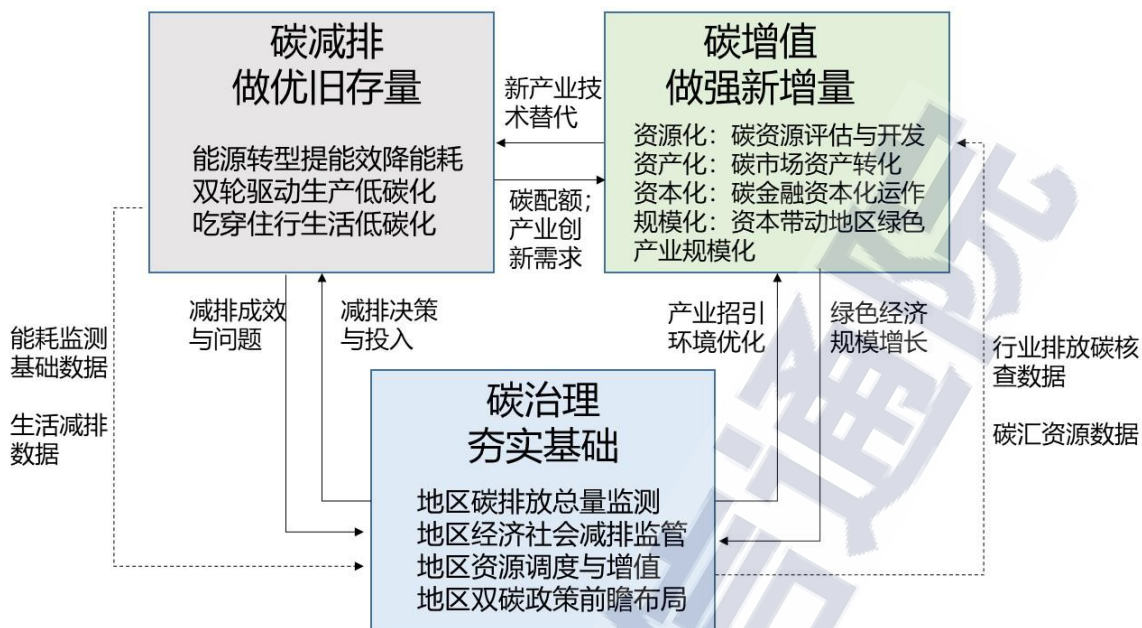 碳减排
做优旧存量
能源转型提能效降能耗
双轮驱动生产低碳化
吃穿住行生活低碳化
新产业技
术替代
碳配额；
产业创
新需求
碳增值
做强新增量
资源化：碳资源评估与开发
资产化：碳市场资产转化
资本化：碳金融资本化运作
规模化：资本带动地区绿色
产业规模化
能耗监测
基础数据
生活减排
数据
减排成效
与问题
减排决策
与投入
产业招引
环境优化
绿色经济
规模增长
行业排放碳核
查数据
碳汇资源数据
碳治理
夯实基础
地区碳排放总量监测
地区经济社会减排监管
地区资源调度与增值
地区双碳政策前瞻布局
信通院